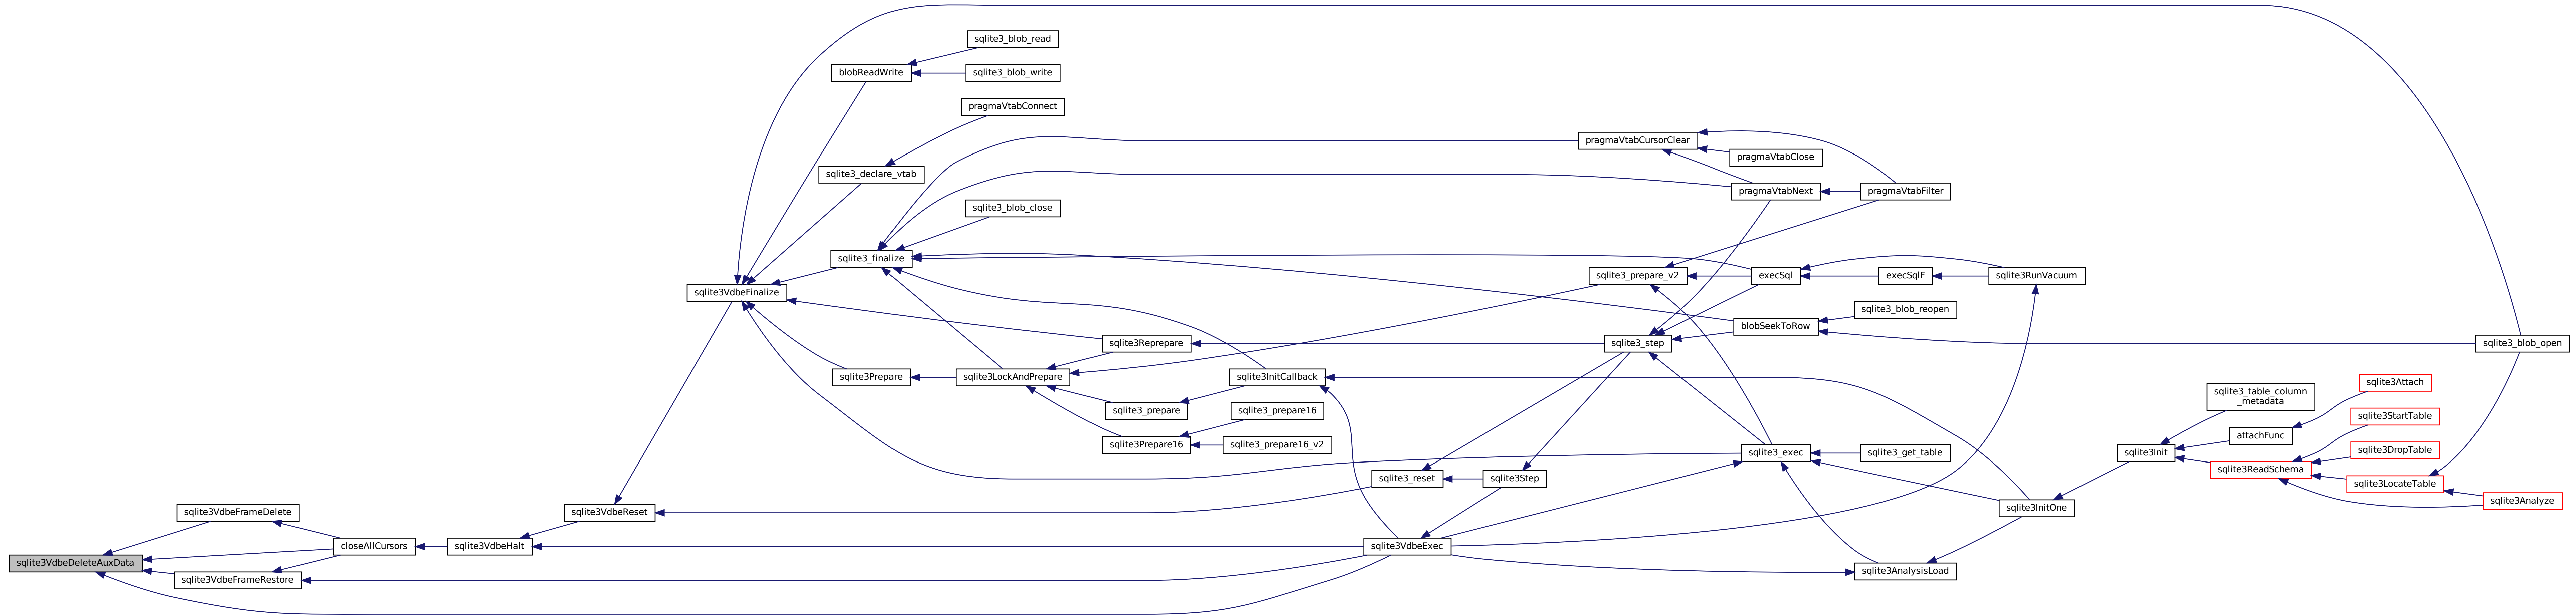 sqlite3VdbeDeleteAuxData
sqlite3VdbeFrameDelete
closeAllCursors
sqlite3VdbeFrameRestore
sqlite3VdbeHalt
sqlite3VdbeReset
sqlite3VdbeFinalize
sqlite3_blob_read
blobReadWrite
sqlite3_blob_write
pragmaVtabConnect
sqlite3_declare_vtab
sqlite3_blob_close
sqlite3_finalize
sqlite3Reprepare
sqlite3Prepare
sqlite3LockAndPrepare
sqlite3_prepare
sqlite3Prepare16
sqlite3InitCallback
sqlite3_prepare16
sqlite3_prepare16_v2
sqlite3_reset
sqlite3Step
sqlite3VdbeExec
pragmaVtabCursorClear
pragmaVtabClose
pragmaVtabNext
pragmaVtabFilter
sqlite3_prepare_v2
execSql
execSqlF
sqlite3RunVacuum
sqlite3_step
blobSeekToRow
sqlite3_blob_reopen
sqlite3_blob_open
sqlite3_exec
sqlite3_get_table
sqlite3InitOne
sqlite3AnalysisLoad
sqlite3Init
sqlite3_table_column
_metadata
attachFunc
sqlite3ReadSchema
sqlite3Attach
sqlite3StartTable
sqlite3DropTable
sqlite3LocateTable
sqlite3Analyze